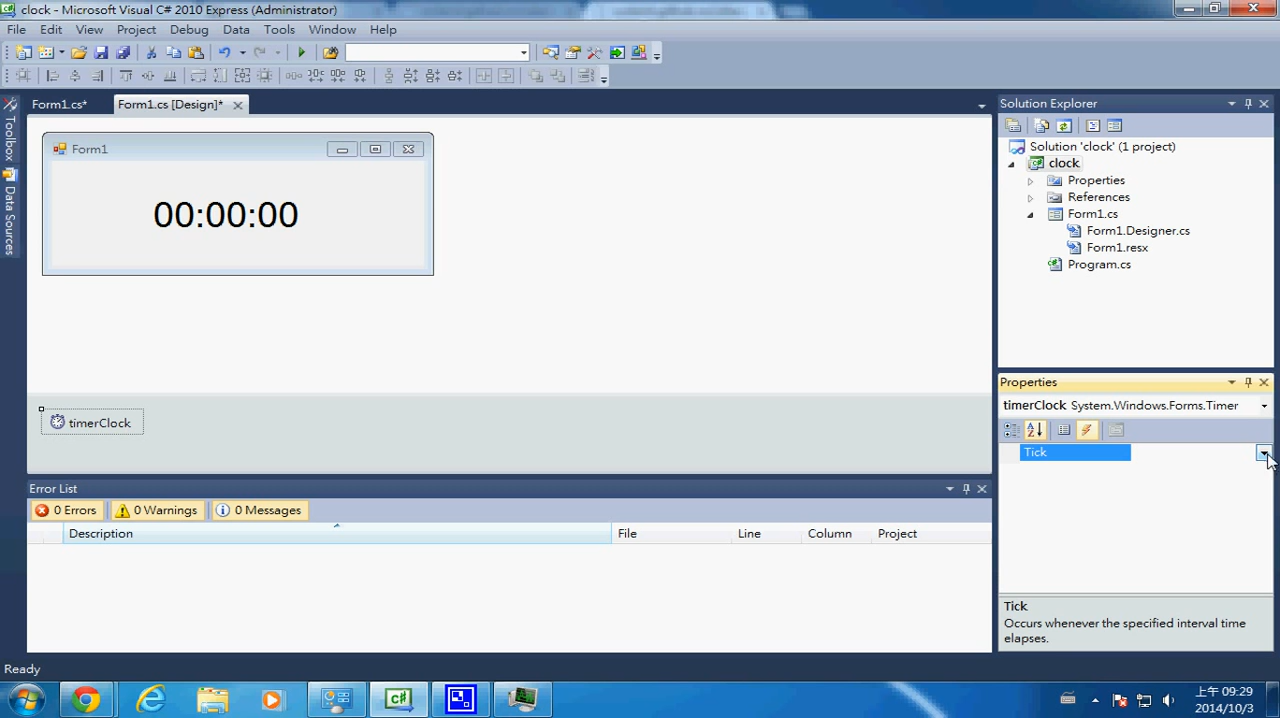 clock - Microsoft Visual C# 2010 Express (Administrator)
File Edit View Project Debug Data Tools Window Help
Form1.cs* Form1.cs [Design]*
Toolbox
Data Sources
Form1
00:00:00
timerClock
Solution Explorer
Solution 'clock' (1 project)
clock
Properties
References
Form1.cs
Form1.Designer.cs
Form1.resx
Program.cs
Properties
timerClock System.Windows.Forms.Timer
Tick
Tick
Occurs whenever the specified interval time
elapses.
Error List
0 Errors 0 Warnings 0 Messages
Description File Line Column Project
Ready
上午 09:29
2014/10/3